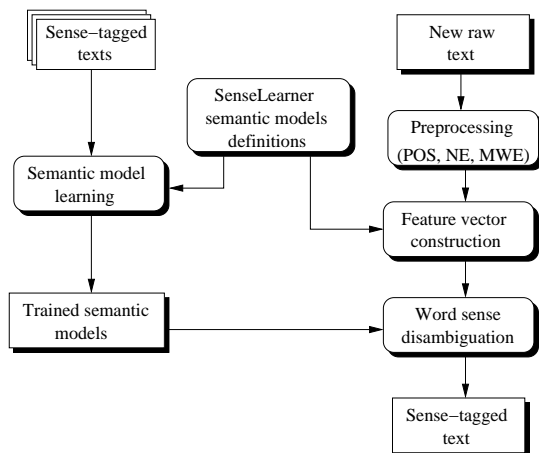 Sense−tagged
texts
New raw
text
SenseLearner
semantic models
definitions
Preprocessing
(POS, NE, MWE)
Semantic model
learning
Feature vector
construction
Trained semantic
models
Word sense
disambiguation
Sense−tagged
text